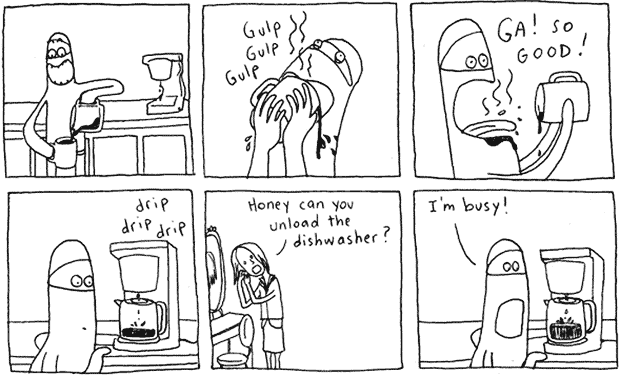 Gulp
Gulp
Gulp
GA! SO
GOOD!
drip
drip drip
Honey can you
unload the
dishwasher?
I'm busy!